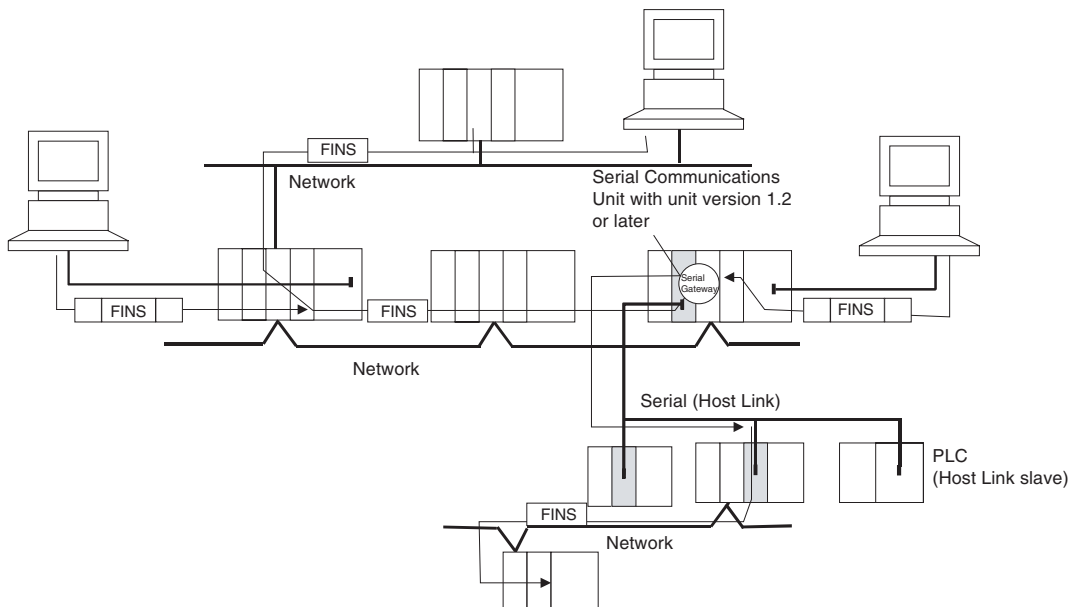 FINS
Network
Serial Communications
Unit with unit version 1.2
or later
Serial
Gateway
FINS
FINS
FINS
Network
Serial (Host Link)
PLC
(Host Link slave)
FINS
Network